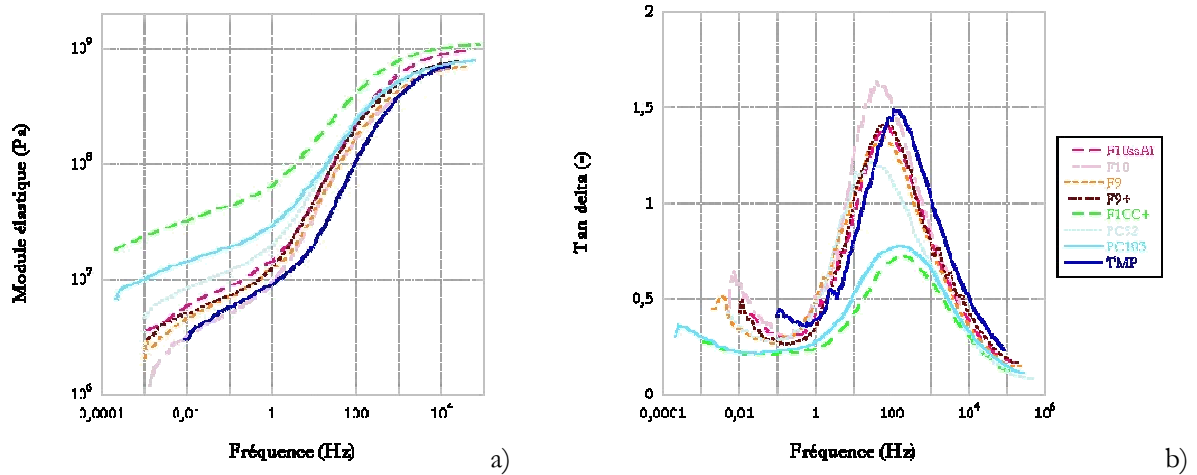 10⁹
10⁸
10⁷
10⁶
Module élastique (Pa)
0,0001
0,01
1
100
10⁴
Fréquence (Hz)
a)
2
1,5
1
0,5
0
Tan delta (-)
0,0001
0,01
1
100
10⁴
10⁶
Fréquence (Hz)
b)
F10ssAl
F10
F9
F9+
PC103
TMP